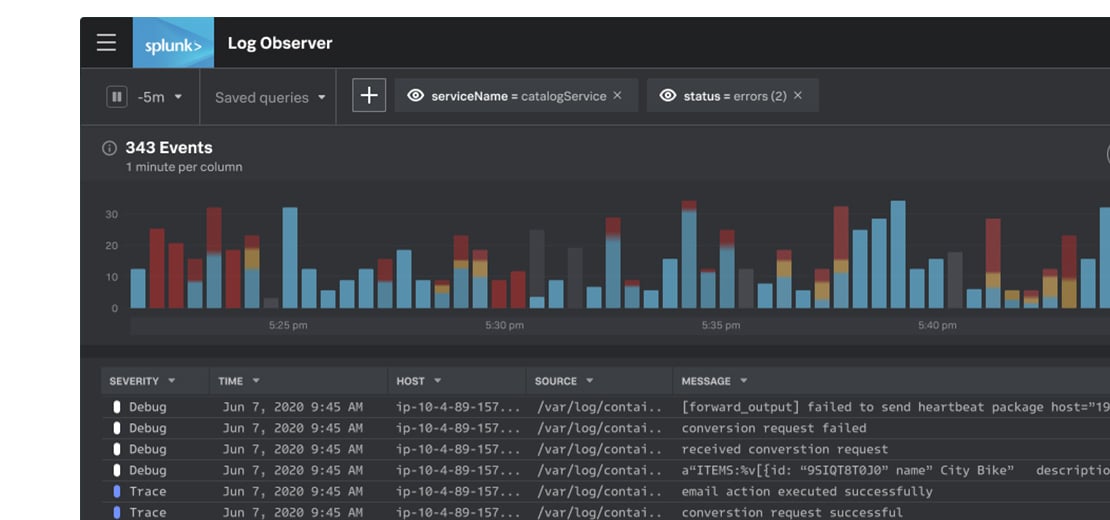 splunk> Log Observer
-5m Saved queries + serviceName = catalogService × status = errors (2) ×
343 Events
1 minute per column
30
20
10
0
5:25 pm 5:30 pm 5:35 pm 5:40 pm
SEVERITY TIME HOST SOURCE MESSAGE
Debug Jun 7, 2020 9:45 AM ip-10-4-89-157... /var/log/contai.. [forward_output] failed to send heartbeat package host="19
Debug Jun 7, 2020 9:45 AM ip-10-4-89-157... /var/log/contai.. conversion request failed
Debug Jun 7, 2020 9:45 AM ip-10-4-89-157... /var/log/contai.. received converstion request
Debug Jun 7, 2020 9:45 AM ip-10-4-89-157... /var/log/contai.. a“ITEMS:%v[{id: “9SIQT8T0J0” name” City Bike” descriptio
Trace Jun 7, 2020 9:45 AM ip-10-4-89-157... /var/log/contai.. email action executed successfully
Trace Jun 7, 2020 9:45 AM ip-10-4-89-157... /var/log/contai.. converstion request successful